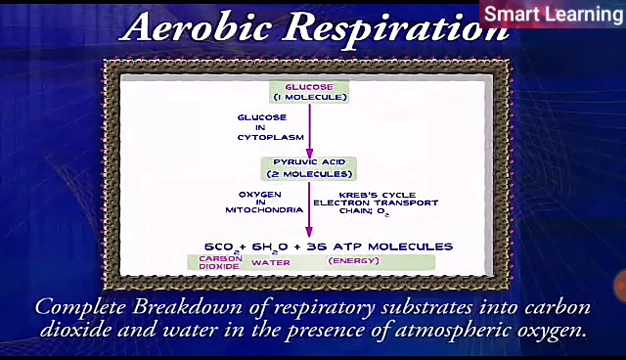 Smart Learning
Aerobic Respiration
GLUCOSE
(1 MOLECULE)
GLUCOSE
IN
CYTOPLASM
PYRUVIC ACID
(2 MOLECULES)
OXYGEN
IN
MITOCHONDRIA
KREB'S CYCLE
ELECTRON TRANSPORT
CHAIN; O₂
6CO₂+ 6H₂O + 36 ATP MOLECULES
CARBON
DIOXIDE
WATER
(ENERGY)
Complete Breakdown of respiratory substrates into carbon
dioxide and water in the presence of atmospheric oxygen.